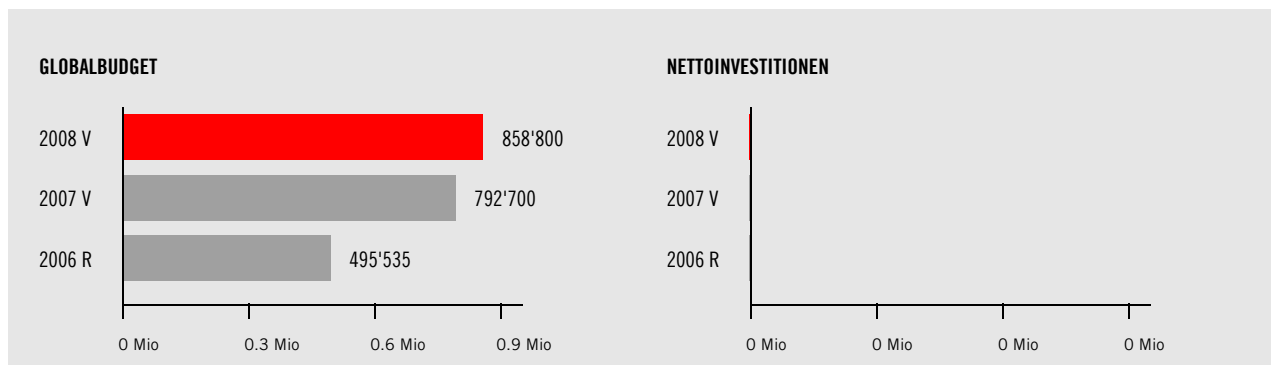 GLOBALBUDGET
2008 V 858'800
2007 V 792'700
2006 R 495'535
0 Mio 0.3 Mio 0.6 Mio 0.9 Mio
NETTOINVESTITIONEN
2008 V
2007 V
2006 R
0 Mio 0 Mio 0 Mio 0 Mio